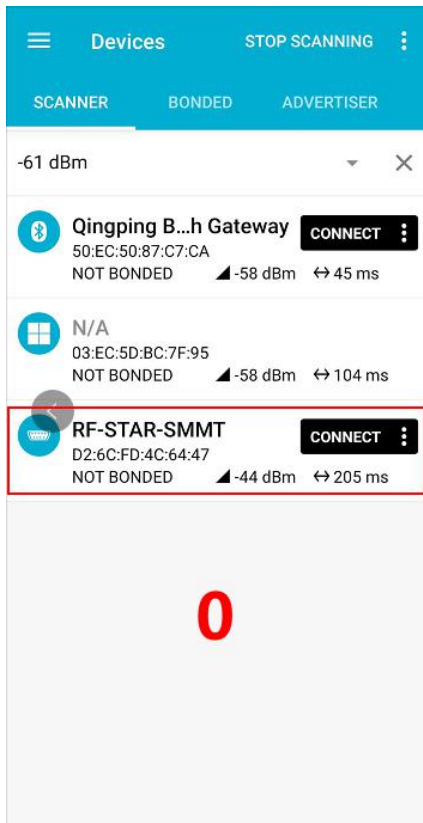 Devices
STOP SCANNING
SCANNER
BONDED
ADVERTISER
-61 dBm
Qingping B...h Gateway
CONNECT
50:EC:50:87:C7:CA
NOT BONDED
-58 dBm
45 ms
N/A
03:EC:5D:BC:7F:95
NOT BONDED
-58 dBm
104 ms
RF-STAR-SMMT
CONNECT
D2:6C:FD:4C:64:47
NOT BONDED
-44 dBm
205 ms
0